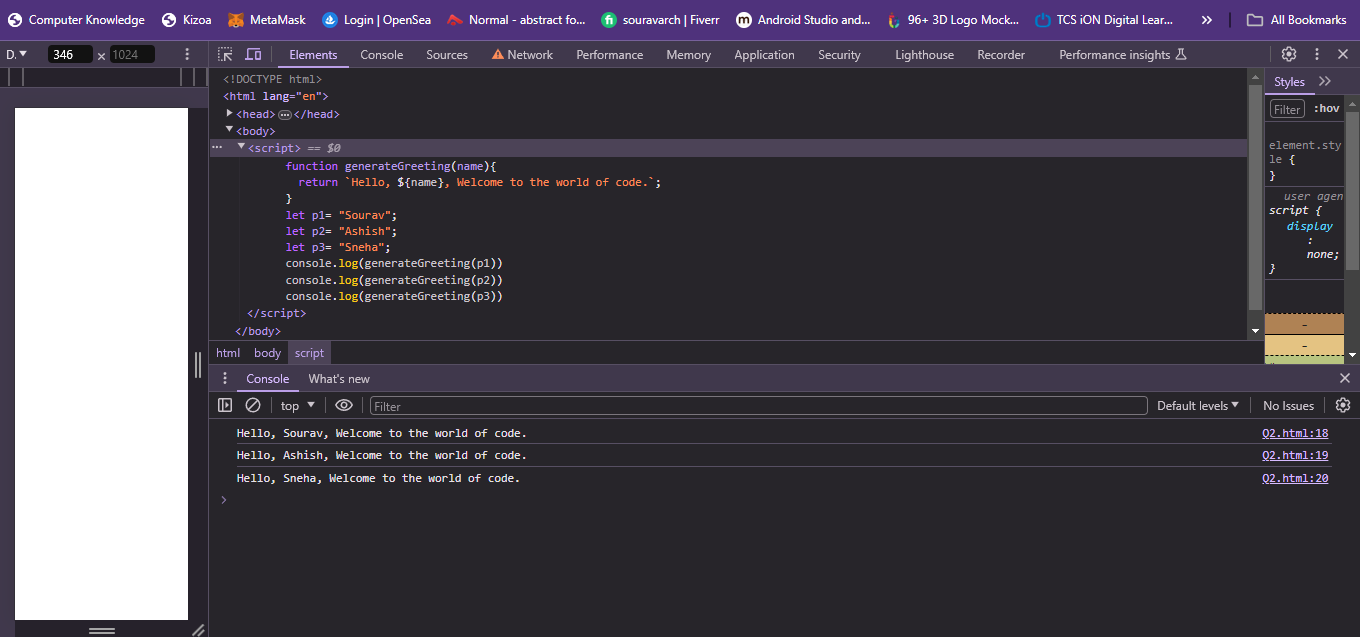 Computer Knowledge Kizoa MetaMask Login | OpenSea Normal - abstract fo... souravarch | Fiverr Android Studio and... 96+ 3D Logo Mock... TCS iON Digital Lear... » All Bookmarks
D.▼ 346 × 1024 Elements Console Sources Network Performance Memory Application Security Lighthouse Recorder Performance insights
<!DOCTYPE html>
<html lang="en">
<head>…</head>
<body>
<script> == $0
function generateGreeting(name){
return `Hello, ${name}, Welcome to the world of code.`;
}
let p1= "Sourav";
let p2= "Ashish";
let p3= "Sneha";
console.log(generateGreeting(p1))
console.log(generateGreeting(p2))
console.log(generateGreeting(p3))
</script>
</body>
html body script
Styles »
Filter :hov
element.sty
le {
}
user agen
script {
display
:
none;
}
-
-
Console What's new
top ▼ Filter Default levels ▼ No Issues
Hello, Sourav, Welcome to the world of code. Q2.html:18
Hello, Ashish, Welcome to the world of code. Q2.html:19
Hello, Sneha, Welcome to the world of code. Q2.html:20
>